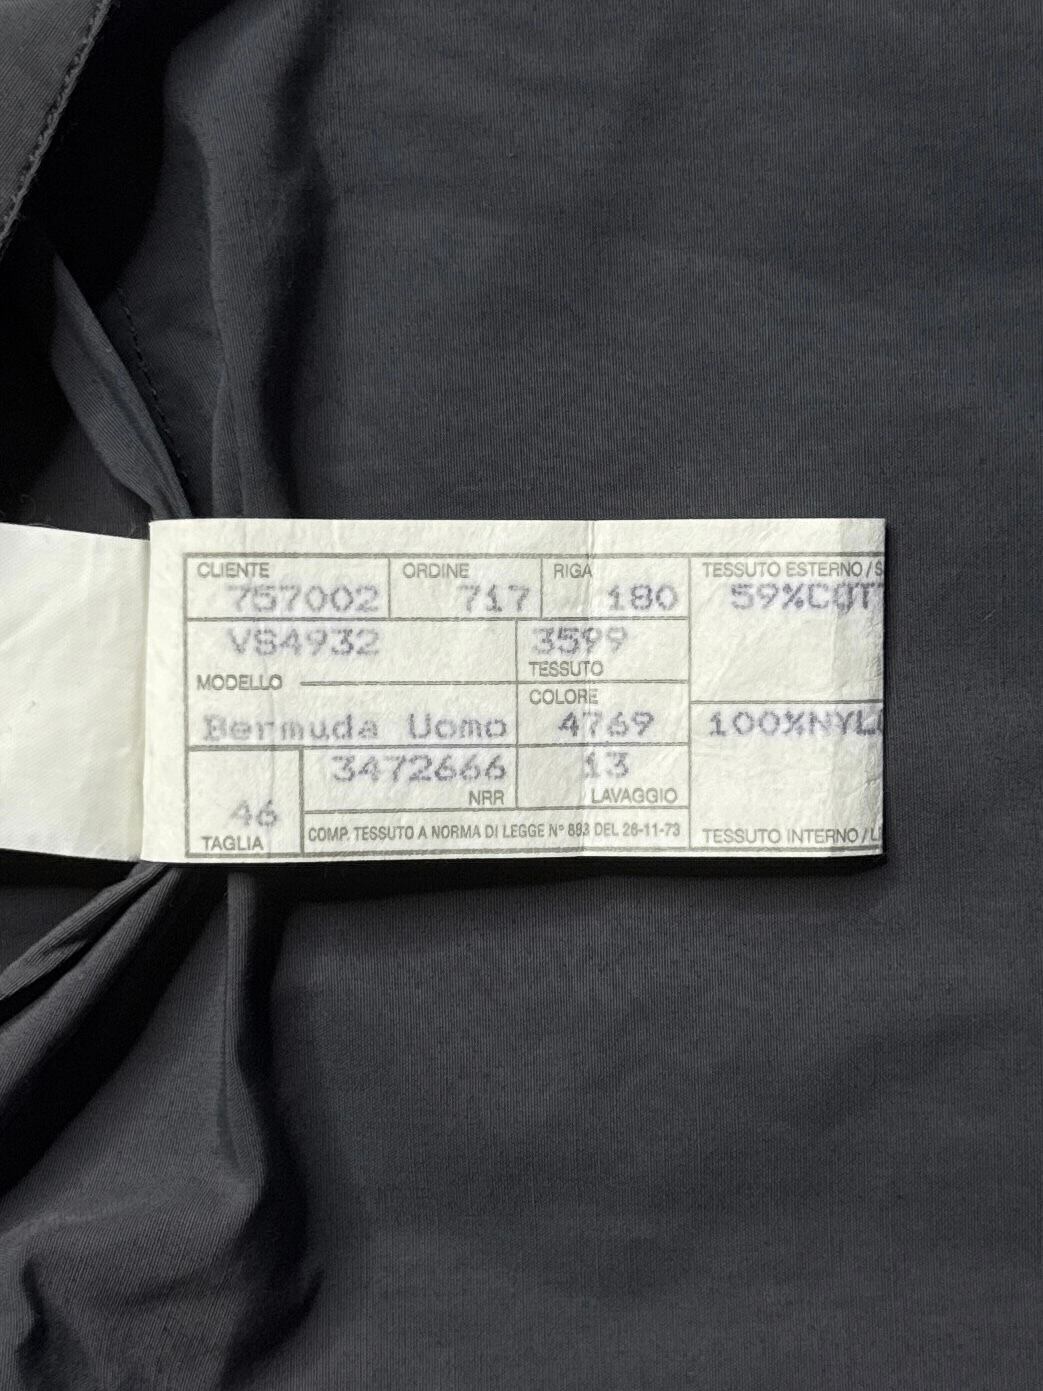 CLIENTE ORDINE RIGA TESSUTO ESTERNO/S
757002 717 180 59%COT
VS4932 3599
TESSUTO
MODELLO
COLORE
Bermuda Uomo 4769 100%NYL
3472666 13
NRR LAVAGGIO
46
TAGLIA COMP. TESSUTO A NORMA DI LEGGE N° 883 DEL 26-11-73 TESSUTO INTERNO/